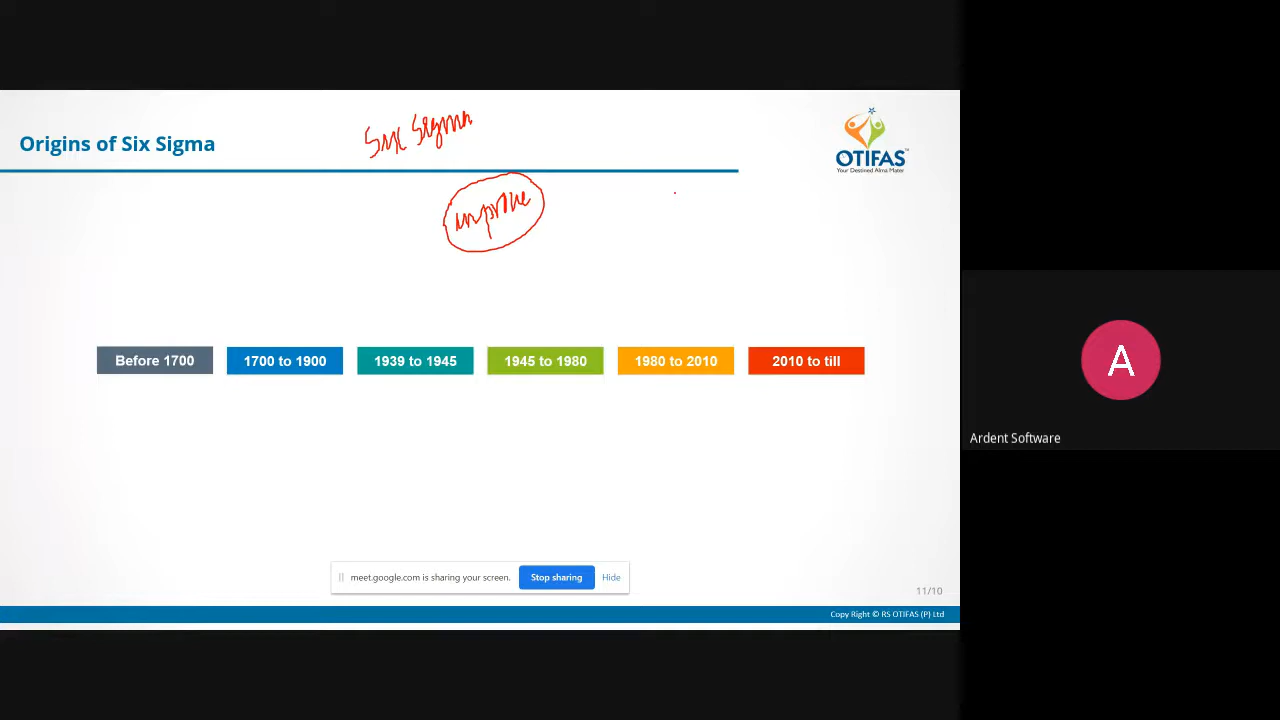 Six Sigma
Origins of Six Sigma
OTIFAS™
Your Destined Alma Mater
improve
Before 1700
1700 to 1900
1939 to 1945
1945 to 1980
1980 to 2010
2010 to till
A
Ardent Software
meet.google.com is sharing your screen.
Stop sharing
Hide
11/10
Copy Right © RS OTIFAS (P) Ltd